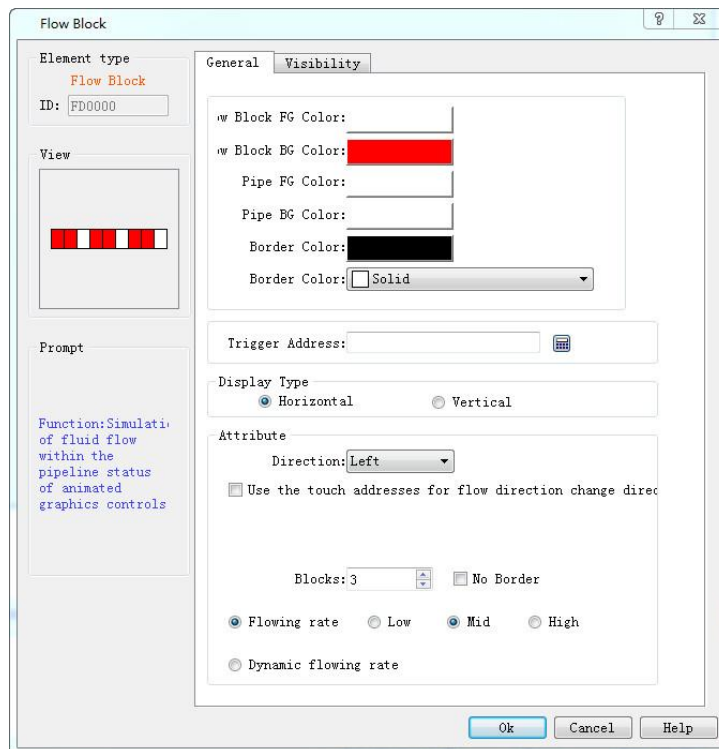 Flow Block
Element type
Flow Block
ID: FD0000
View
Prompt
Function:Simulati
of fluid flow
within the
pipeline status
of animated
graphics controls
General
Visibility
w Block FG Color:
w Block BG Color:
Pipe FG Color:
Pipe BG Color:
Border Color:
Border Color: Solid
Trigger Address:
Display Type
Horizontal
Vertical
Attribute
Direction: Left
Use the touch addresses for flow direction change direc
Blocks: 3
No Border
Flowing rate
Low
Mid
High
Dynamic flowing rate
Ok
Cancel
Help